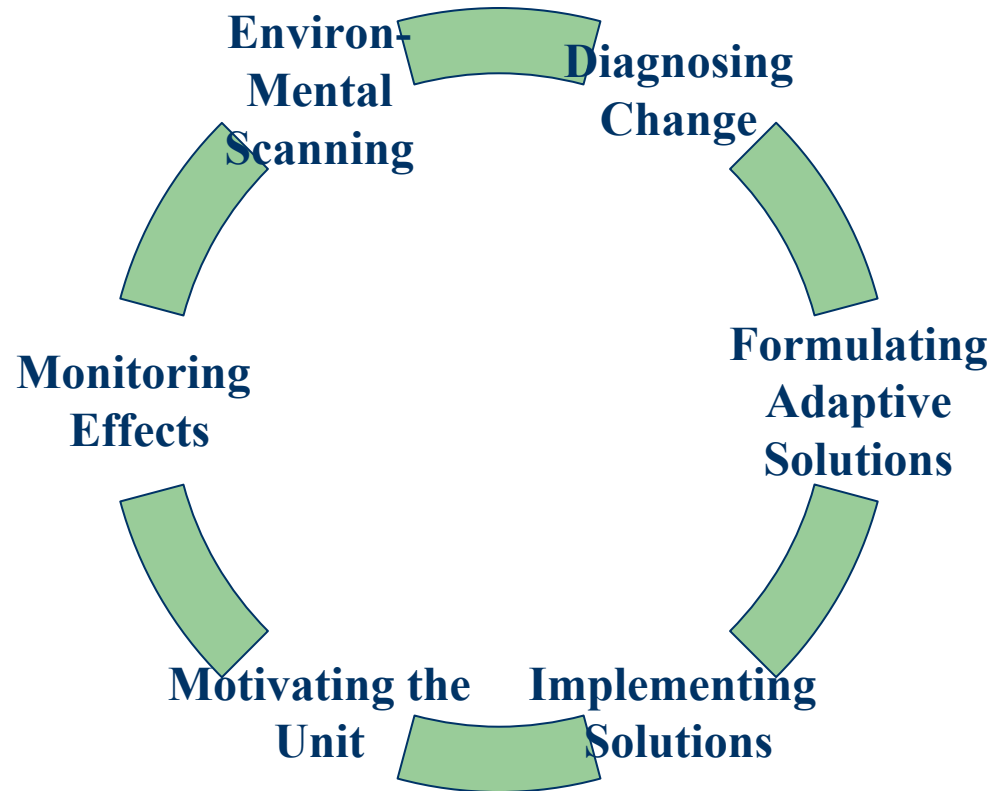 Environ-
Mental
Scanning
Diagnosing
Change
Formulating
Adaptive
Solutions
Implementing
Solutions
Motivating the
Unit
Monitoring
Effects